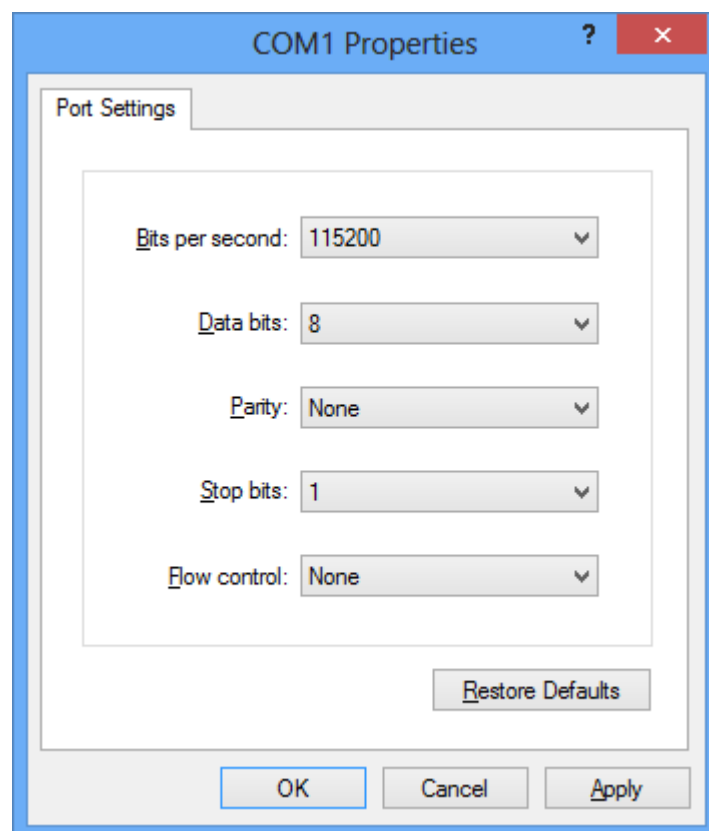 COM1 Properties ? ×
Port Settings
Bits per second: 115200
Data bits: 8
Parity: None
Stop bits: 1
Flow control: None
Restore Defaults
OK Cancel Apply